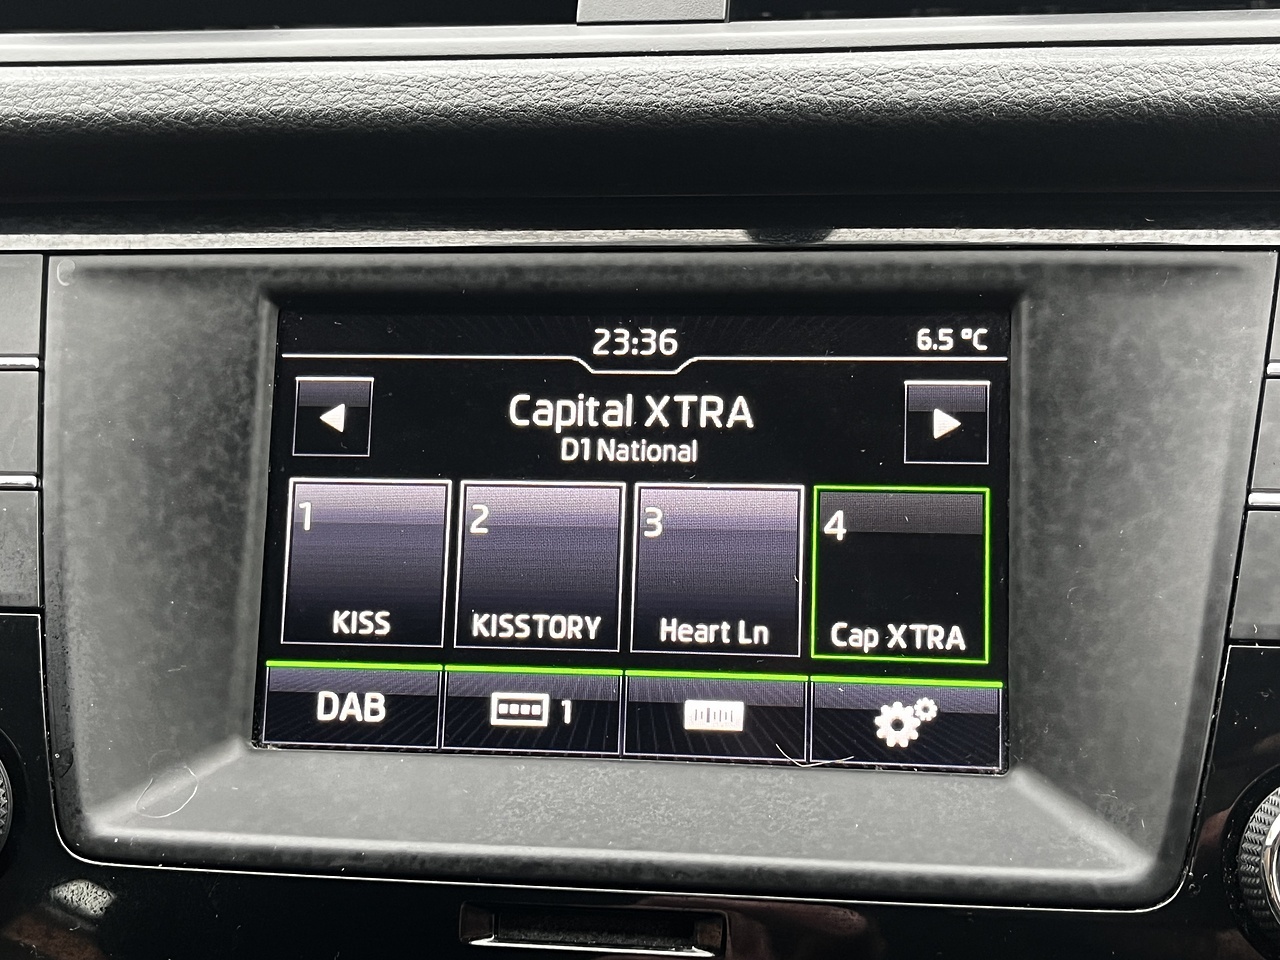 23:36
6.5 °C
Capital XTRA
D1 National
1
2
3
4
KISS
KISSTORY
Heart Ln
Cap XTRA
DAB
1